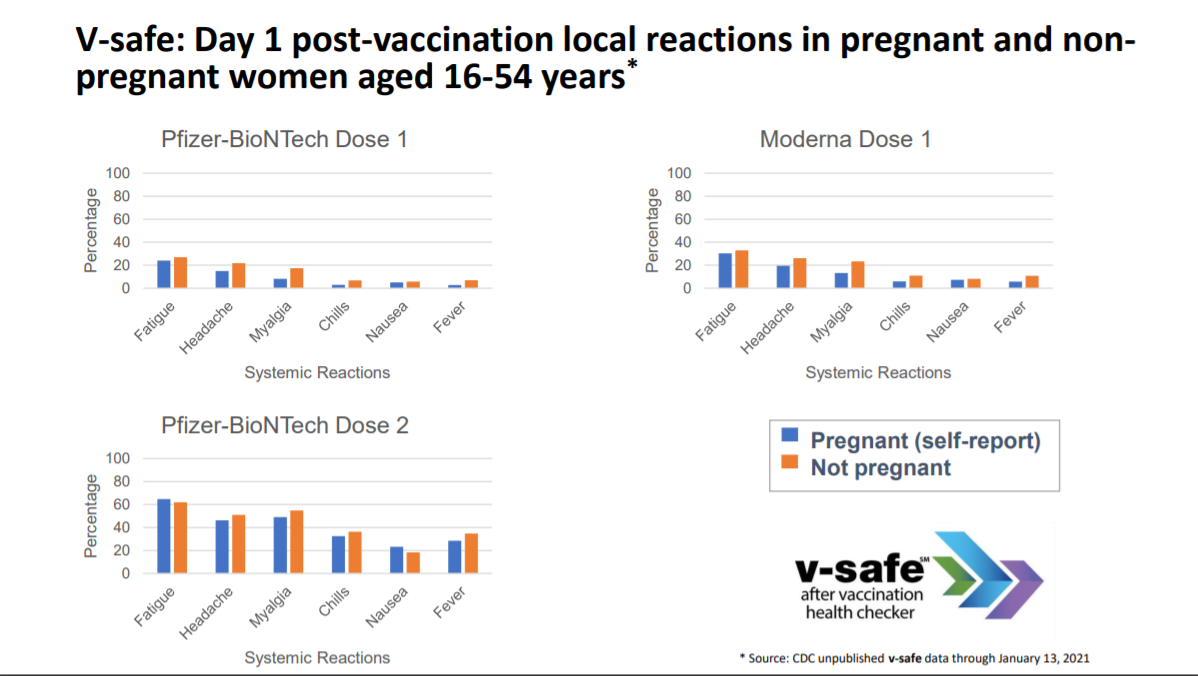 V-safe: Day 1 post-vaccination local reactions in pregnant and non-
pregnant women aged 16-54 years*
Pfizer-BioNTech Dose 1
Percentage
100
80
60
40
20
0
Fatigue
Headache
Myalgia
Chills
Nausea
Fever
Systemic Reactions
Moderna Dose 1
Percentage
100
80
60
40
20
0
Fatigue
Headache
Myalgia
Chills
Nausea
Fever
Systemic Reactions
Pfizer-BioNTech Dose 2
Percentage
100
80
60
40
20
0
Fatigue
Headache
Myalgia
Chills
Nausea
Fever
Systemic Reactions
Pregnant (self-report)
Not pregnant
v-safe℠
after vaccination
health checker
* Source: CDC unpublished v-safe data through January 13, 2021